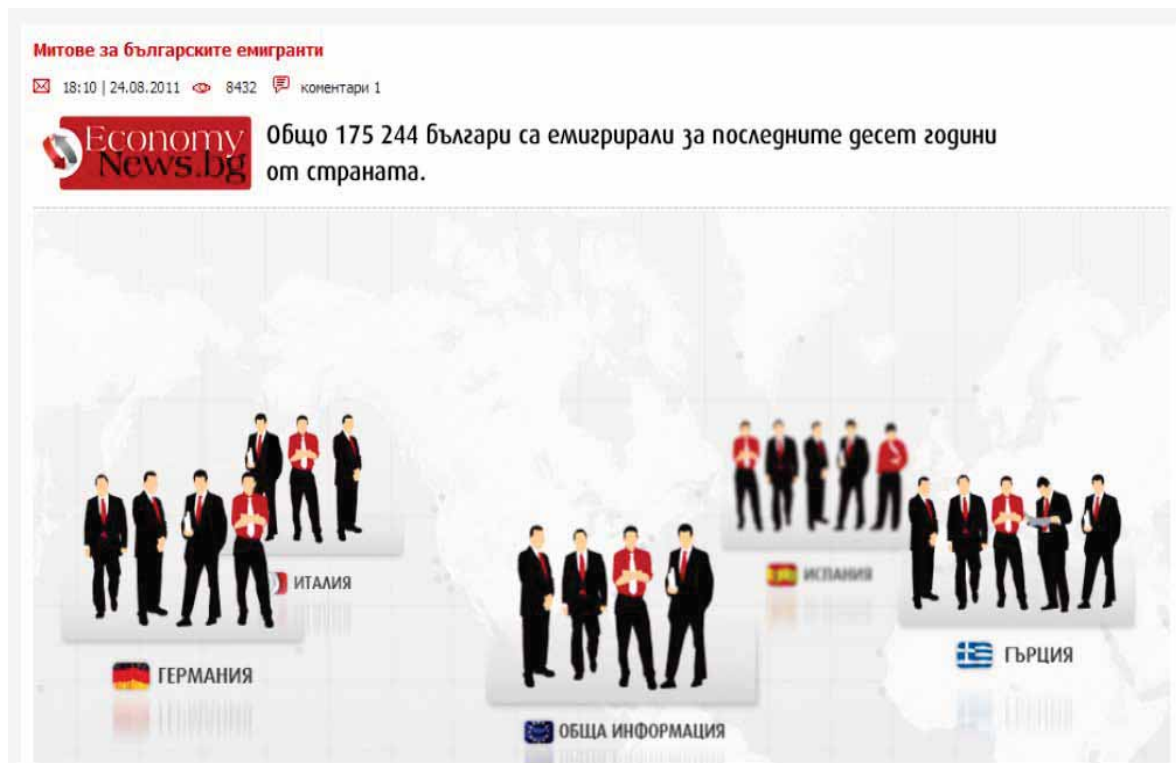 Митове за българските емигранти
18:10 | 24.08.2011 8432 коментари 1
Economy
News.bg
Общо 175 244 българи са емигрирали за последните десет години
от страната.
ИТАЛИЯ
ИСПАНИЯ
ГЕРМАНИЯ
ГЪРЦИЯ
ОБЩА ИНФОРМАЦИЯ